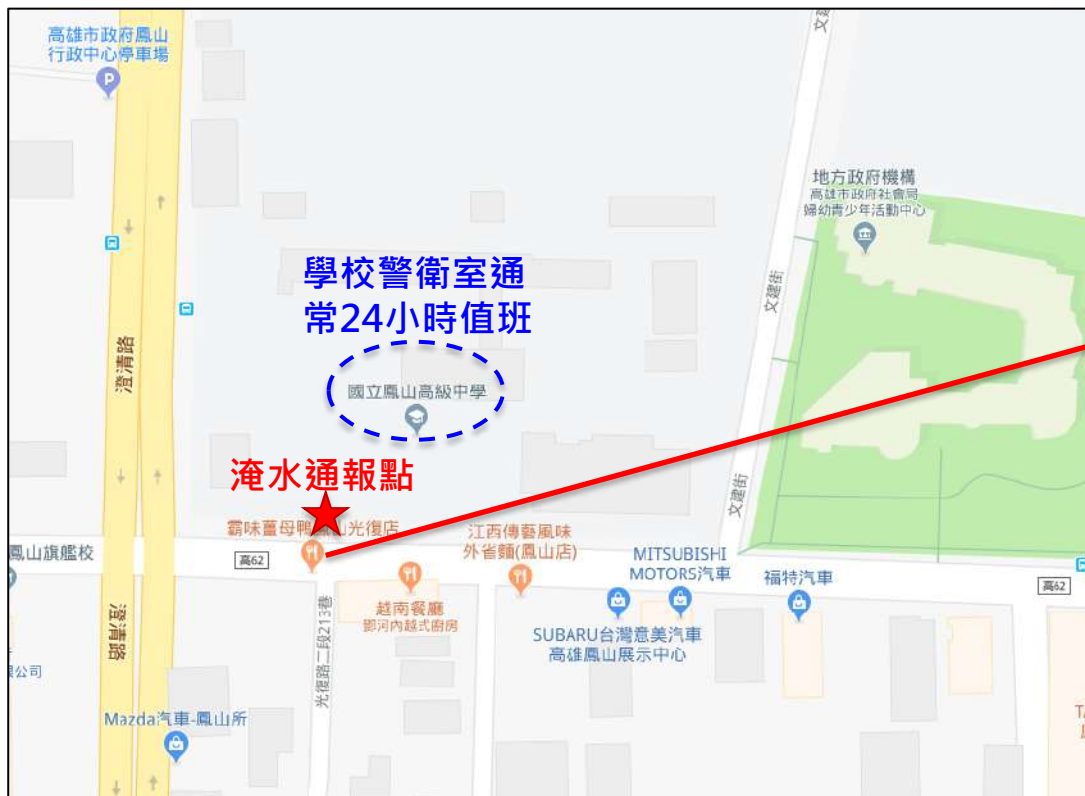 高雄市政府鳳山
行政中心停車場
P
文建
地方政府機構
高雄市政府社會局
婦幼青少年活動中心
文建街
學校警衛室通
常24小時值班
澄清路
國立鳳山高級中學
淹水通報點
文建街
霸味薑母鴨鳳山光復店
江西傳藝風味
外省麵(鳳山店)
鳳山旗艦校
高62
MITSUBISHI
MOTORS汽車
福特汽車
高62
越南餐廳
鄧河內越式廚房
澄清路
光復路二段213巷
SUBARU台灣意美汽車
高雄鳳山展示中心
公司
Mazda汽車-鳳山所